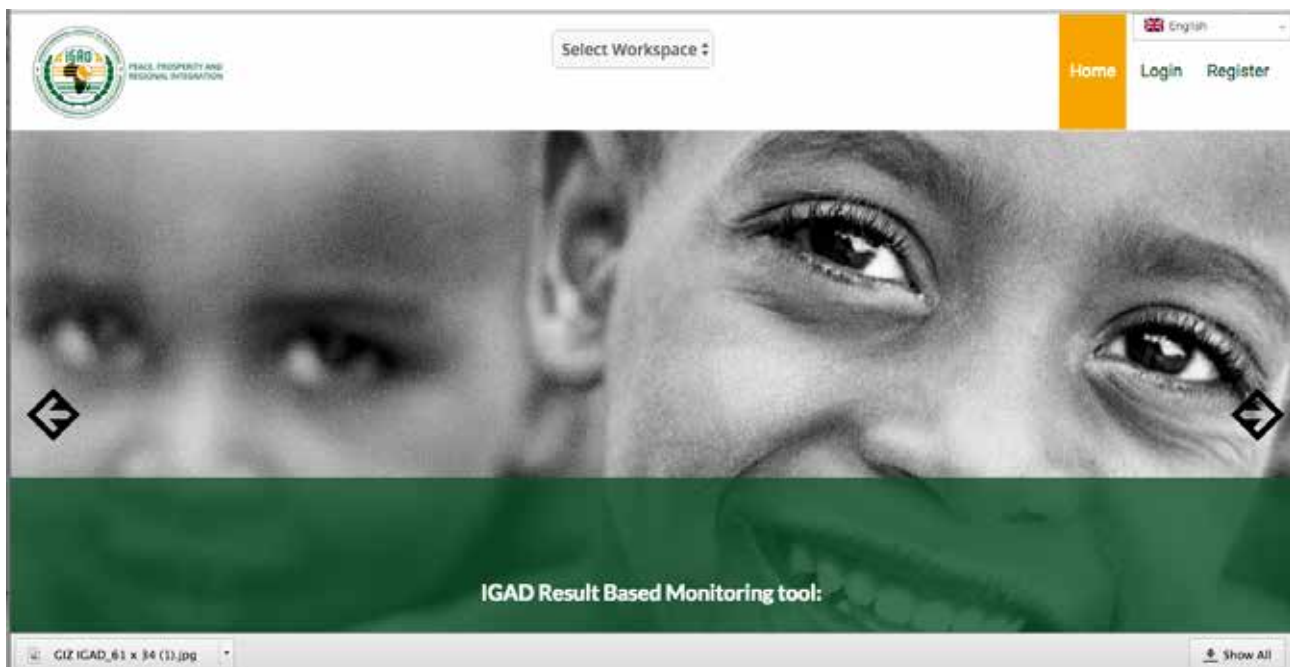 IGAD
PEACE, PROSPERITY AND
REGIONAL INTEGRATION
Select Workspace
English
Home
Login
Register
IGAD Result Based Monitoring tool:
GIZ IGAD_61 x 34 (1).jpg
Show All